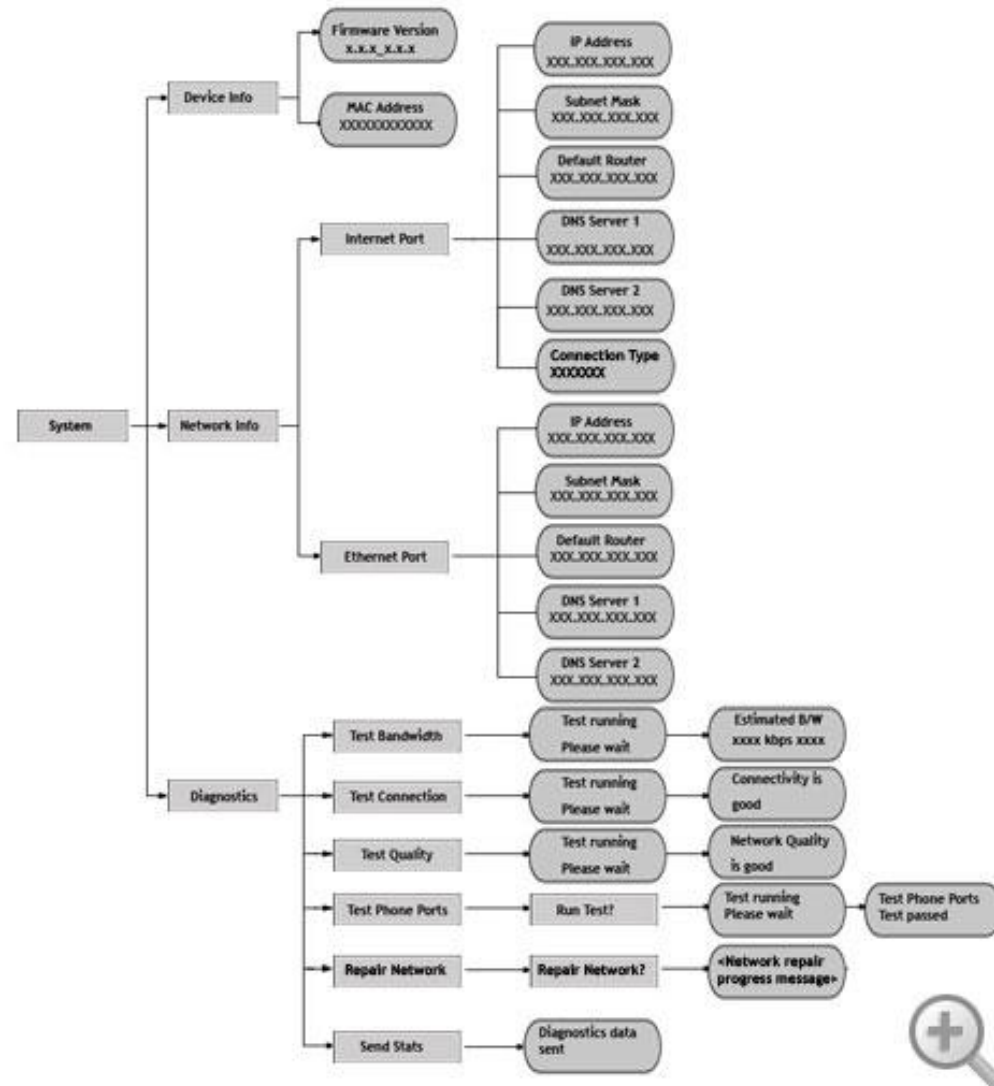 Firmware Version
x.x.x_x.x.x
Device Info
MAC Address
XXXXXXXXXXXX
IP Address
XXX.XXX.XXX.XXX
Subnet Mask
XXX.XXX.XXX.XXX
Default Router
XXX.XXX.XXX.XXX
Internet Port
DNS Server 1
XXX.XXX.XXX.XXX
DNS Server 2
XXX.XXX.XXX.XXX
Connection Type
XXXXXXX
System
Network Info
IP Address
XXX.XXX.XXX.XXX
Subnet Mask
XXX.XXX.XXX.XXX
Ethernet Port
Default Router
XXX.XXX.XXX.XXX
DNS Server 1
XXX.XXX.XXX.XXX
DNS Server 2
XXX.XXX.XXX.XXX
Diagnostics
Test Bandwidth
Test running
Please wait
Estimated B/W
xxxx kbps xxxx
Test Connection
Test running
Please wait
Connectivity is
good
Test Quality
Test running
Please wait
Network Quality
is good
Test Phone Ports
Run Test?
Test running
Please wait
Test Phone Ports
Test passed
Repair Network
Repair Network?
<Network repair
progress message>
Send Stats
Diagnostics data
sent